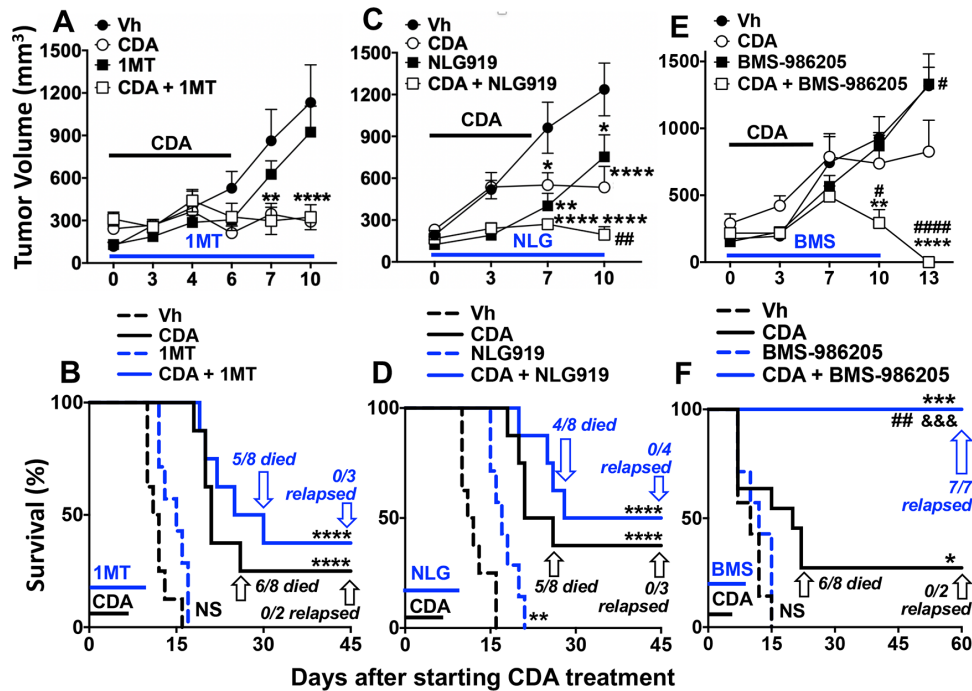 A
Vh
CDA
1MT
CDA + 1MT
Tumor Volume (mm³)
1500
1200
900
600
300
0
CDA
** ****
1MT
0 3 4 6 7 10
C
Vh
CDA
NLG919
CDA + NLG919
1500
1200
900
600
300
0
CDA
*
*
****
**
**** ****
##
NLG
0 3 7 10
E
Vh
CDA
BMS-986205
CDA + BMS-986205
1500
1000
500
0
CDA
#
#
**
####
****
BMS
0 3 7 10 13
B
Vh
CDA
1MT
CDA + 1MT
Survival (%)
100
50
0
5/8 died
0/3
relapsed
****
****
1MT
CDA
6/8 died
NS
0/2 relapsed
0 15 30 45
D
Vh
CDA
NLG919
CDA + NLG919
100
50
0
4/8 died
0/4
relapsed
****
****
NLG
CDA
5/8 died
0/3
relapsed
**
0 15 30 45
F
Vh
CDA
BMS-986205
CDA + BMS-986205
100
50
0
***
## &&&
7/7
relapsed
BMS
CDA
*
6/8 died
0/2
relapsed
NS
0 15 30 45 60
Days after starting CDA treatment